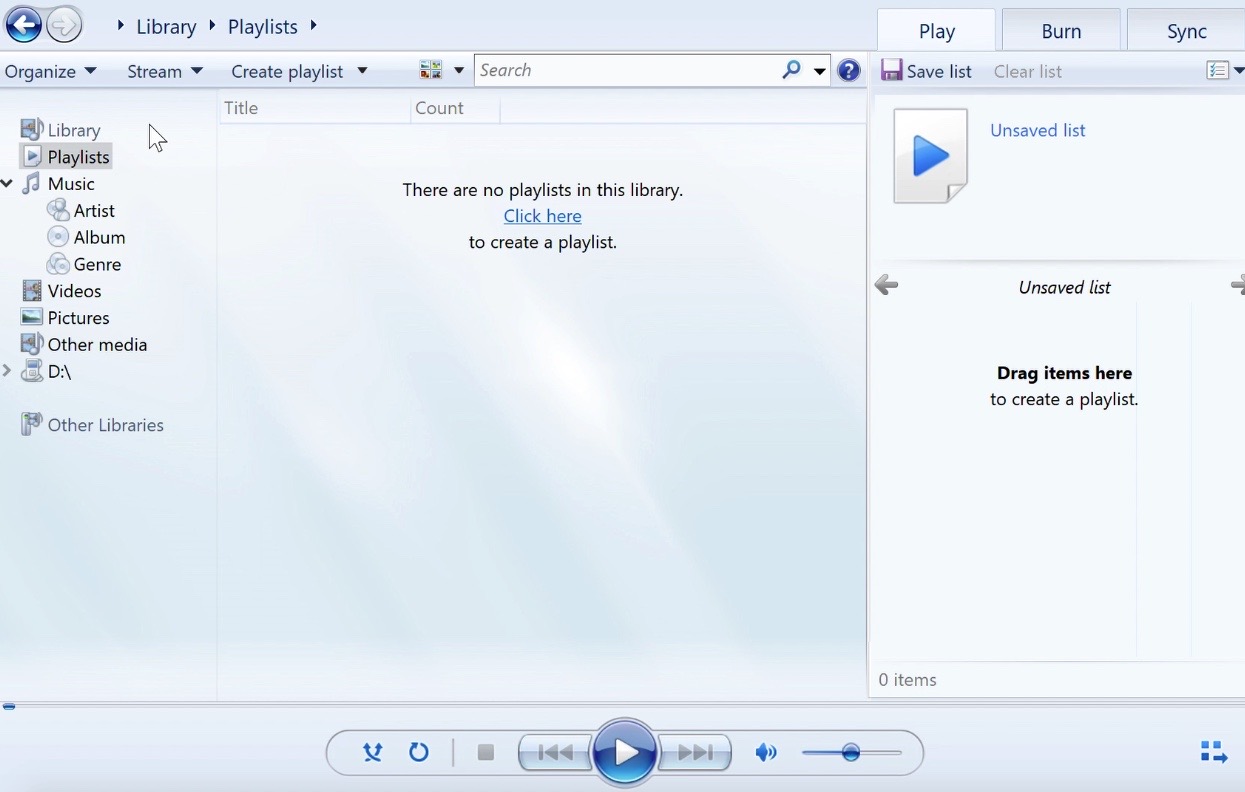 Library Playlists
Play Burn Sync
Organize Stream Create playlist Search ? Save list Clear list
Title Count
Library
Playlists
Music
Artist
Album
Genre
Videos
Pictures
Other media
D:\
Other Libraries
There are no playlists in this library.
Click here
to create a playlist.
Unsaved list
Unsaved list
Drag items here
to create a playlist.
0 items